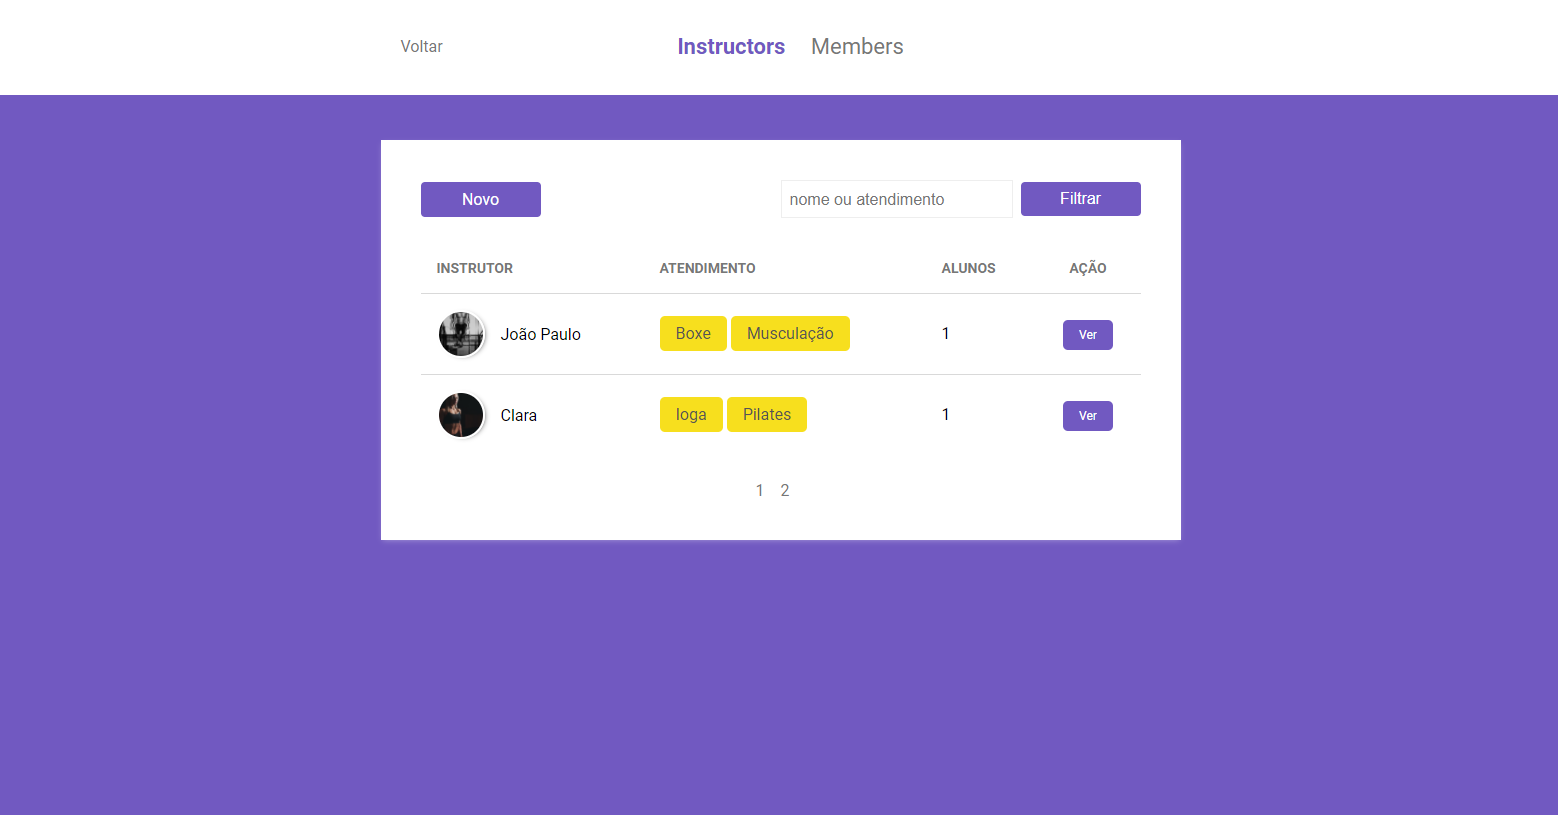 Voltar Instructors Members
Novo nome ou atendimento Filtrar
INSTRUTOR ATENDIMENTO ALUNOS AÇÃO
João Paulo Boxe Musculação 1 Ver
Clara Ioga Pilates 1 Ver
1 2